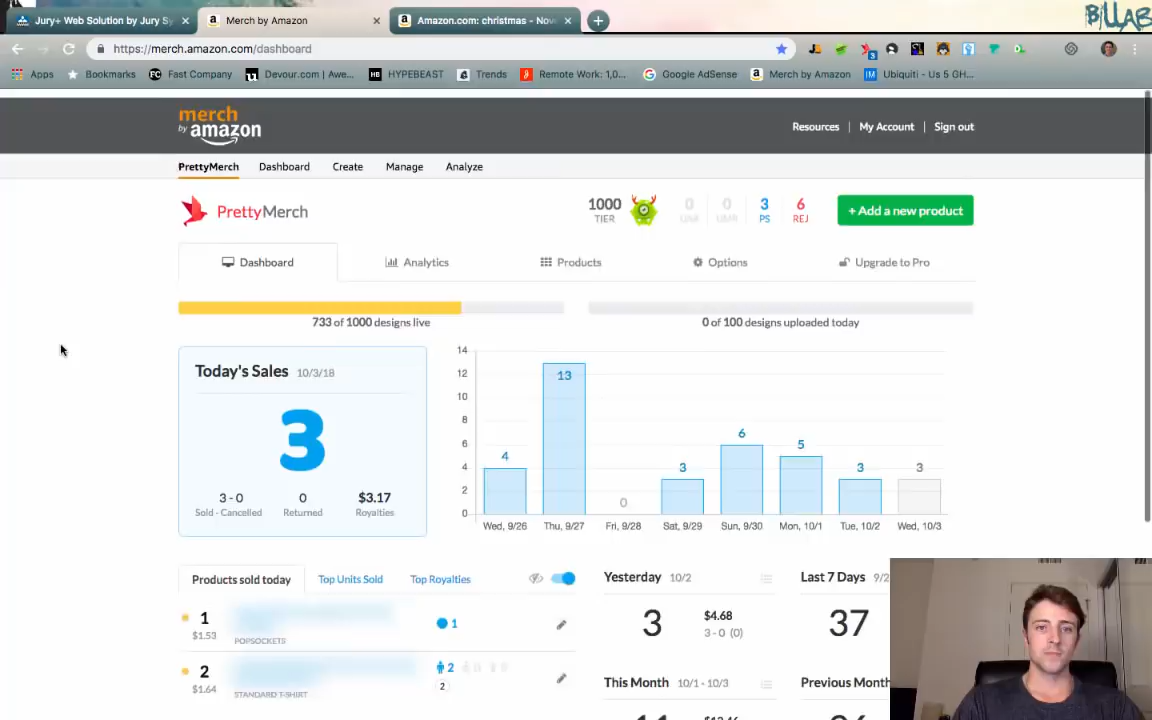 BILLAB
Jury+ Web Solution by Jury Sy
Merch by Amazon
Amazon.com: christmas - Nov
https://merch.amazon.com/dashboard
Apps Bookmarks Fast Company Devour.com | Awe... HYPEBEAST Trends Remote Work: 1,0... Google AdSense Merch by Amazon Ubiquiti - Us 5 GH...
merch
by amazon
Resources | My Account | Sign out
PrettyMerch Dashboard Create Manage Analyze
PrettyMerch
1000
TIER
0
0
3
PS
6
REJ
+ Add a new product
Dashboard Analytics Products Options Upgrade to Pro
733 of 1000 designs live
0 of 100 designs uploaded today
Today's Sales 10/3/18
3
3 - 0
Sold - Cancelled
0
Returned
$3.17
Royalties
14
12
10
8
6
4
2
0
4 13 0 3 6 5 3 3
Wed, 9/26 Thu, 9/27 Fri, 9/28 Sat, 9/29 Sun, 9/30 Mon, 10/1 Tue, 10/2 Wed, 10/3
Products sold today Top Units Sold Top Royalties
1
$1.53
POPSOCKETS
1
2
$1.64
STANDARD T-SHIRT
2
2
Yesterday 10/2
3
$4.68
3 - 0 (0)
Last 7 Days 9/2
37
This Month 10/1 - 10/3
Previous Month